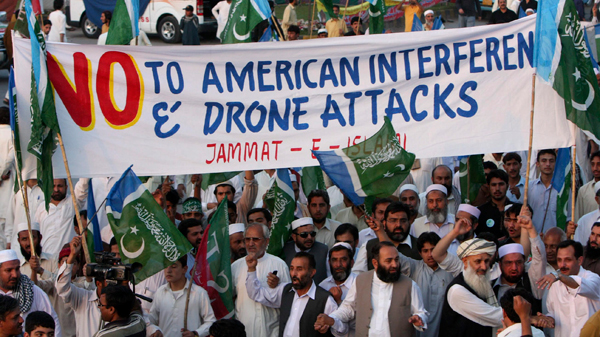 NO TO AMERICAN INTERFEREN
& DRONE ATTACKS
JAMMAT - E - ISLAMI